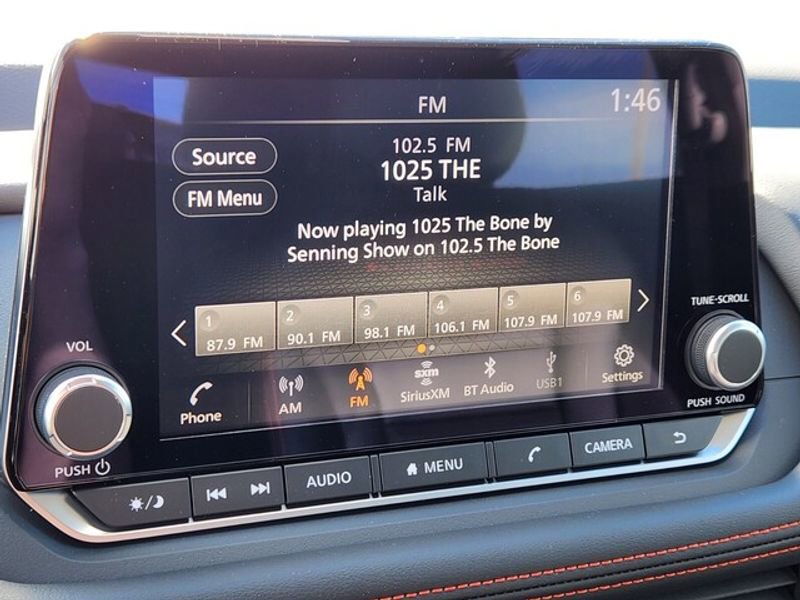 FM
1:46
Source
FM Menu
102.5 FM
1025 THE
Talk
Now playing 1025 The Bone by
Senning Show on 102.5 The Bone
1 87.9 FM
2 90.1 FM
3 98.1 FM
4 106.1 FM
5 107.9 FM
6 107.9 FM
Phone
AM
FM
sxm
SiriusXM
BT Audio
USB1
Settings
VOL
PUSH
TUNE-SCROLL
PUSH SOUND
AUDIO
MENU
CAMERA